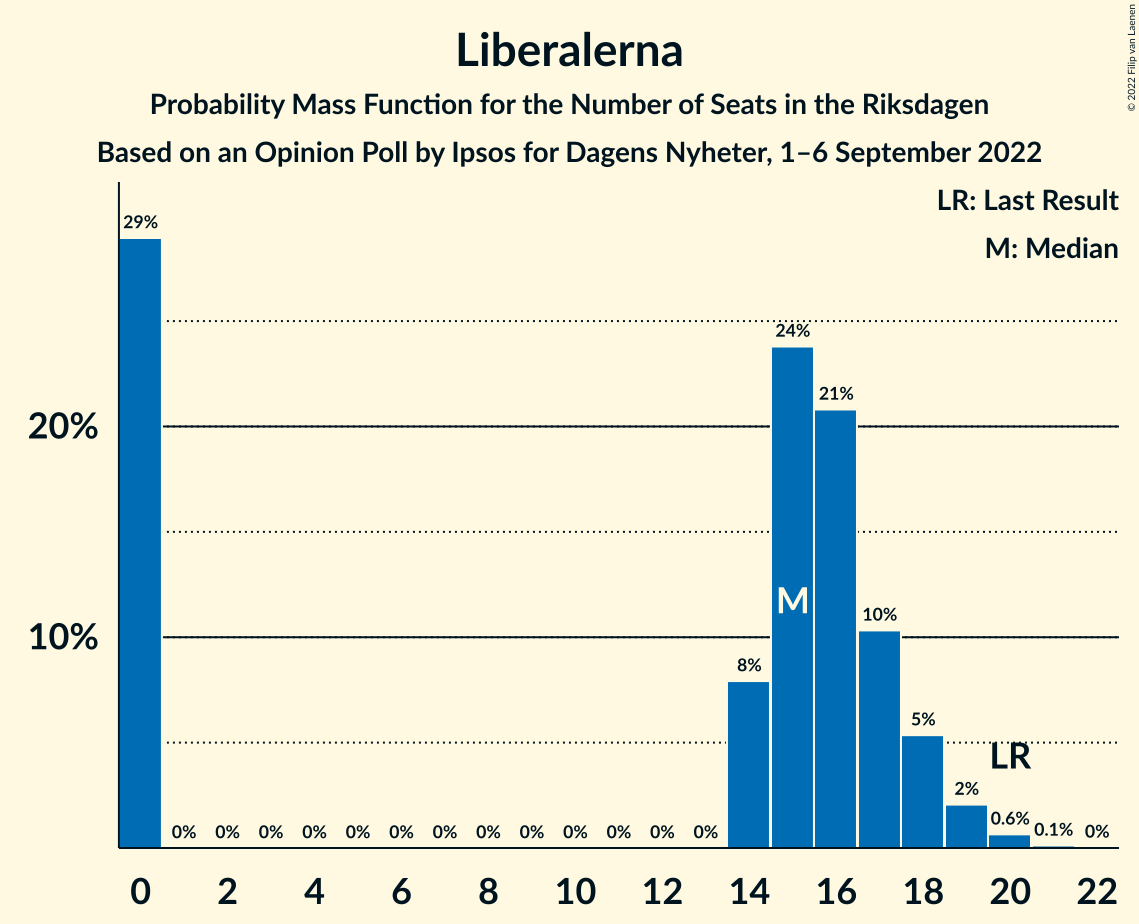 Liberalerna
Probability Mass Function for the Number of Seats in the Riksdagen
Based on an Opinion Poll by Ipsos for Dagens Nyheter, 1–6 September 2022
© 2022 Filip van Laenen
LR: Last Result
M: Median
29%
24%
21%
20%
M
10%
10%
8%
5%
LR
2%
0% 0% 0% 0% 0% 0% 0% 0% 0% 0% 0% 0% 0% 0.6% 0.1% 0%
0 2 4 6 8 10 12 14 16 18 20 22